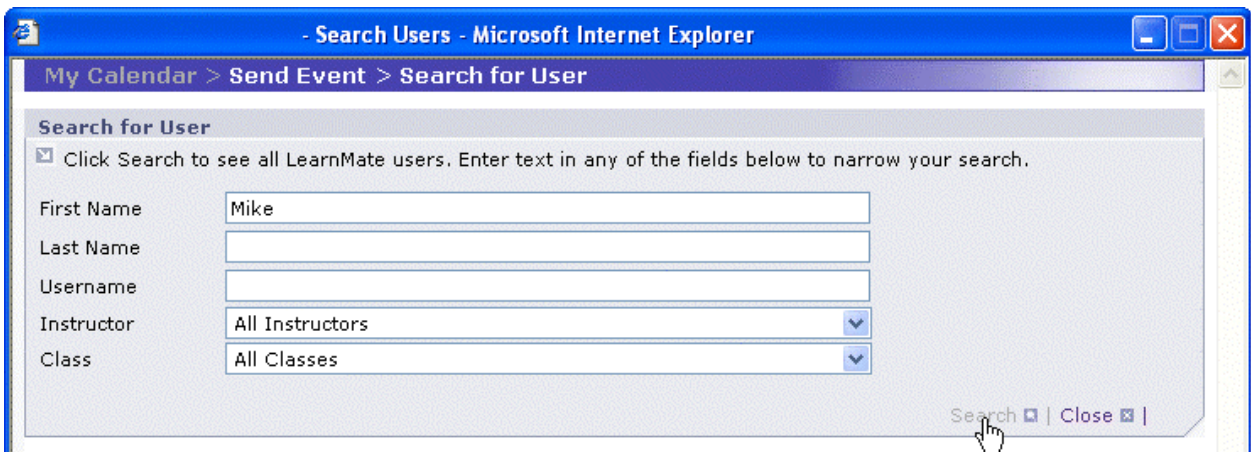 - Search Users - Microsoft Internet Explorer
My Calendar > Send Event > Search for User
Search for User
Click Search to see all LearnMate users. Enter text in any of the fields below to narrow your search.
First Name Mike
Last Name
Username
Instructor All Instructors
Class All Classes
Search | Close |